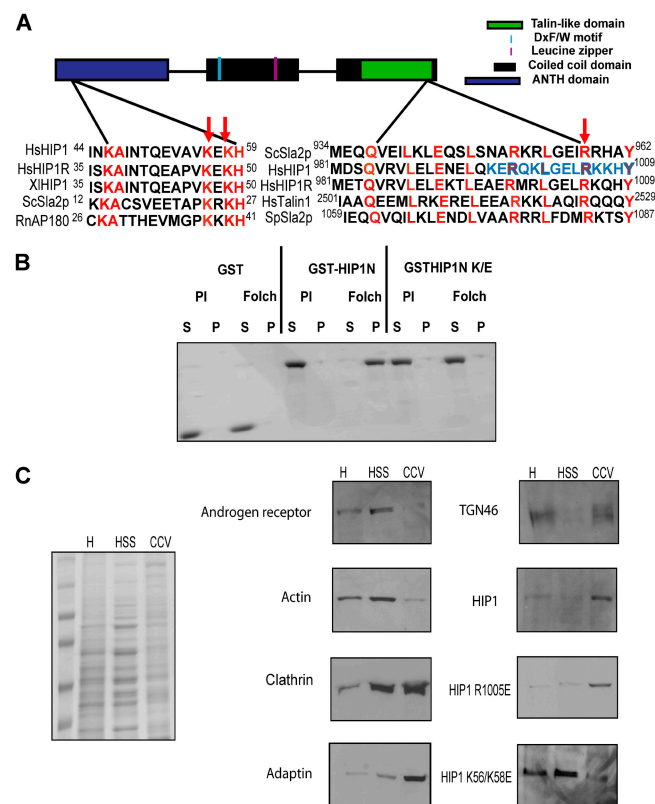 A
Talin-like domain
DxF/W motif
Leucine zipper
Coiled coil domain
ANTH domain
HsHIP1 44 INKAINTQEVAVKEKH 59
HsHIP1R 35 ISKAINTQEAPVKEKH 50
XlHIP1 35 ISKAINTQEAPVKEKH 50
ScSla2p 12 KKACSVEETAPKRKH 27
RnAP180 26 CKATTHEVMGPKKKH 41
ScSla2p 934 MEQQVEILKLEQSLSNARKRLGEIRRHAY 962
HsHIP1 981 MDSQVRVLELENELQKERQKLGELRKKHY 1009
HsHIP1R 981 METQVRVLELEKTLAEARMRLGELRKQHY 1009
HsTalin1 2501 IAAQEEMLRKERELEEARKKLAQIRQQQY 2529
SpSla2p 1059 IEQQVQILKLENDLVAARRRLFDMRKTSY 1087
B
GST GST-HIP1N GSTHIP1N K/E
PI Folch PI Folch PI Folch
S P S P S P S P S P S P
C
H HSS CCV
Androgen receptor
Actin
Clathrin
Adaptin
H HSS CCV
H HSS CCV
TGN46
HIP1
HIP1 R1005E
HIP1 K56/K58E